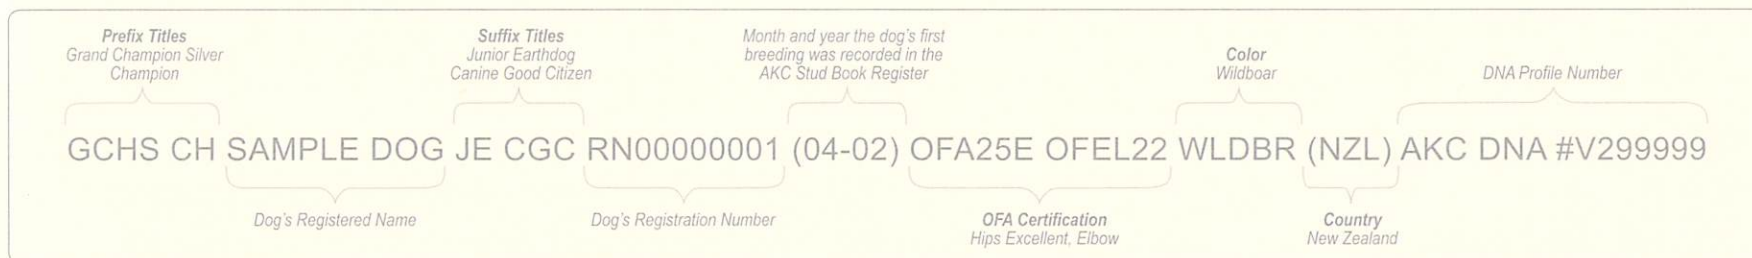 Prefix Titles
Grand Champion Silver
Champion
Suffix Titles
Junior Earthdog
Canine Good Citizen
Month and year the dog's first
breeding was recorded in the
AKC Stud Book Register
Color
Wildboar
DNA Profile Number
GCHS CH SAMPLE DOG JE CGC RN00000001 (04-02) OFA25E OFEL22 WLDBR (NZL) AKC DNA #V299999
Dog's Registered Name
Dog's Registration Number
OFA Certification
Hips Excellent, Elbow
Country
New Zealand